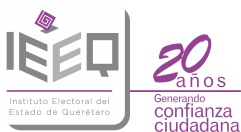 IEEQ
Instituto Electoral del
Estado de Querétaro
20
años
Generando
confianza
ciudadana